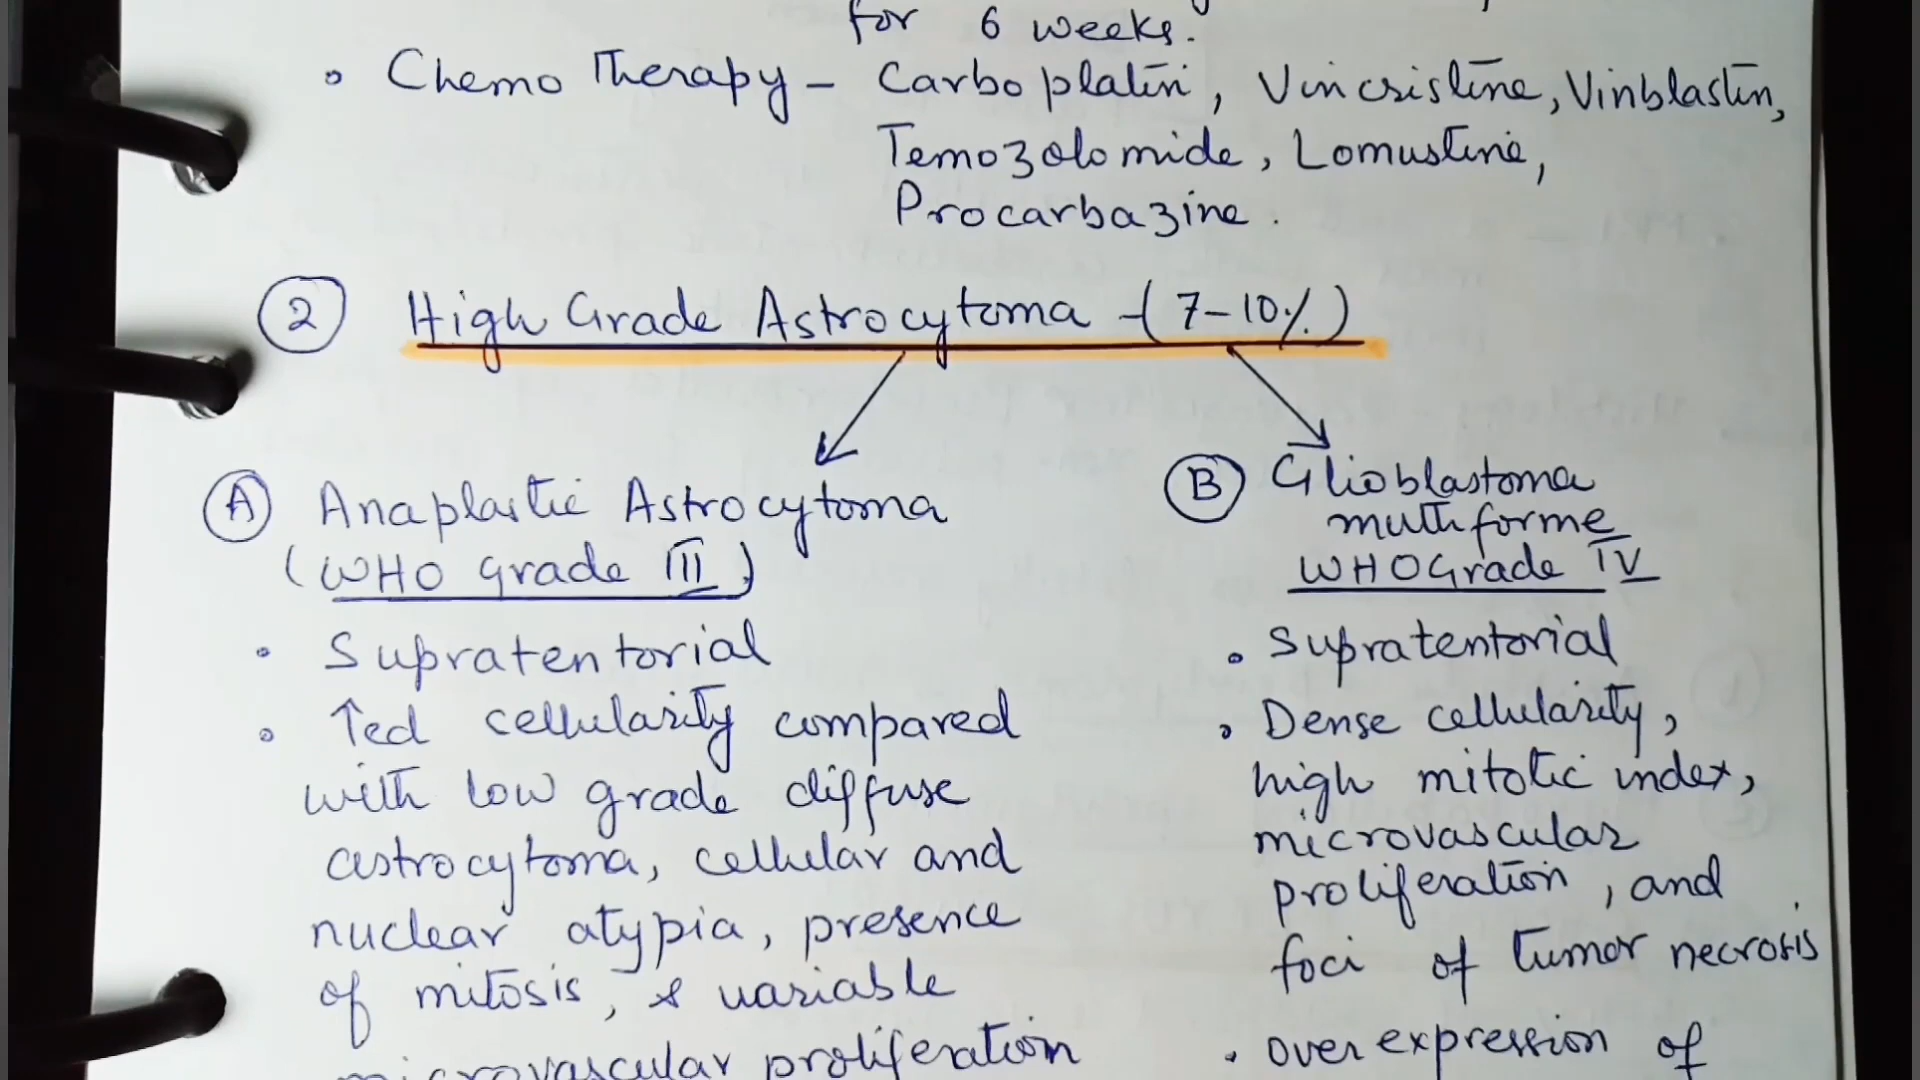 for 6 weeks.
• Chemo Therapy - Carboplatin, Vincristine, Vinblastin,
Temozolomide, Lomustine,
Procarbazine.
② High Grade Astrocytoma - (7-10%)
Ⓐ Anaplastic Astrocytoma
(WHO grade III)
• Supratentorial
• ↑ed cellularity compared
with low grade diffuse
astrocytoma, cellular and
nuclear atypia, presence
of mitosis, & variable
microvascular proliferation
Ⓑ Glioblastoma
multiforme
WHO Grade IV
• Supratentorial
• Dense cellularity,
high mitotic index,
microvascular
proliferation, and
foci of tumor necrosis
• over expression of